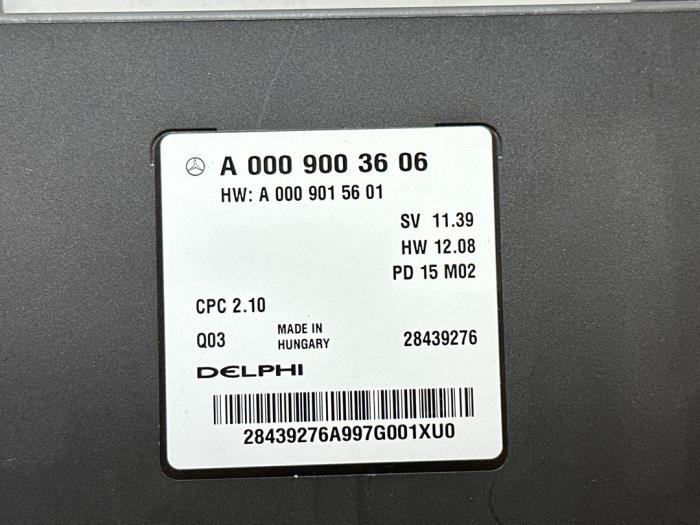 A 000 900 36 06
HW: A 000 901 56 01
SV 11.39
HW 12.08
PD 15 M02
CPC 2.10
Q03 MADE IN HUNGARY 28439276
DELPHI
28439276A997G001XU0